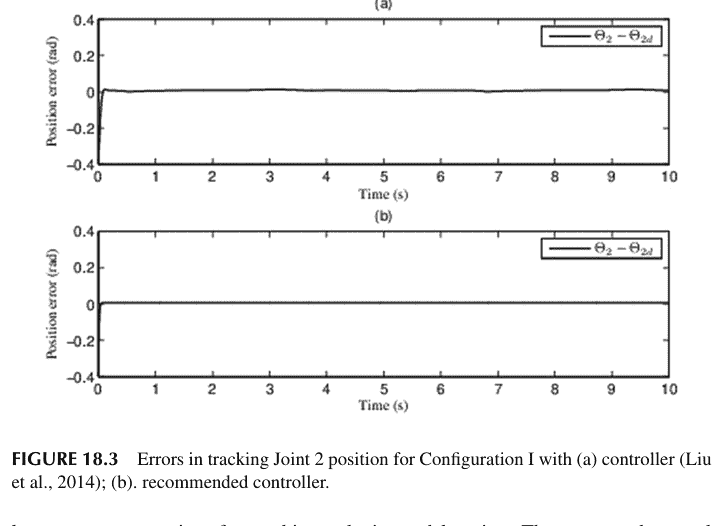 (a)
0.4
0.2
0
−0.2
−0.4
Position error (rad)
Θ₂ − Θ₂d
0 1 2 3 4 5 6 7 8 9 10
Time (s)
(b)
0.4
0.2
0
−0.2
−0.4
Position error (rad)
Θ₂ − Θ₂d
0 1 2 3 4 5 6 7 8 9 10
Time (s)
FIGURE 18.3 Errors in tracking Joint 2 position for Configuration I with (a) controller (Liu
et al., 2014); (b). recommended controller.